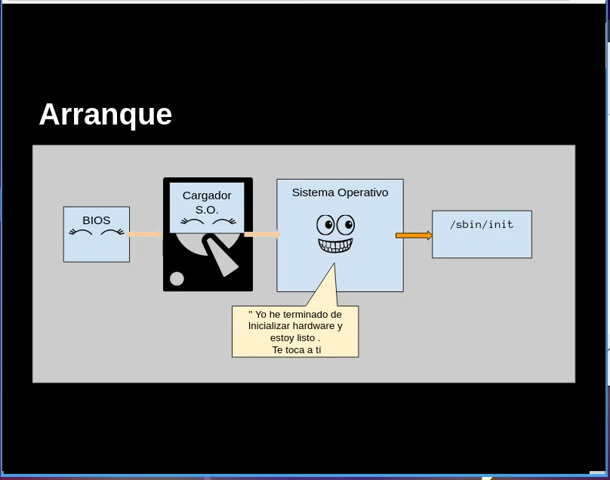 Arranque
BIOS
Cargador
S.O.
Sistema Operativo
/sbin/init
" Yo he terminado de
Inicializar hardware y
estoy listo .
Te toca a tí